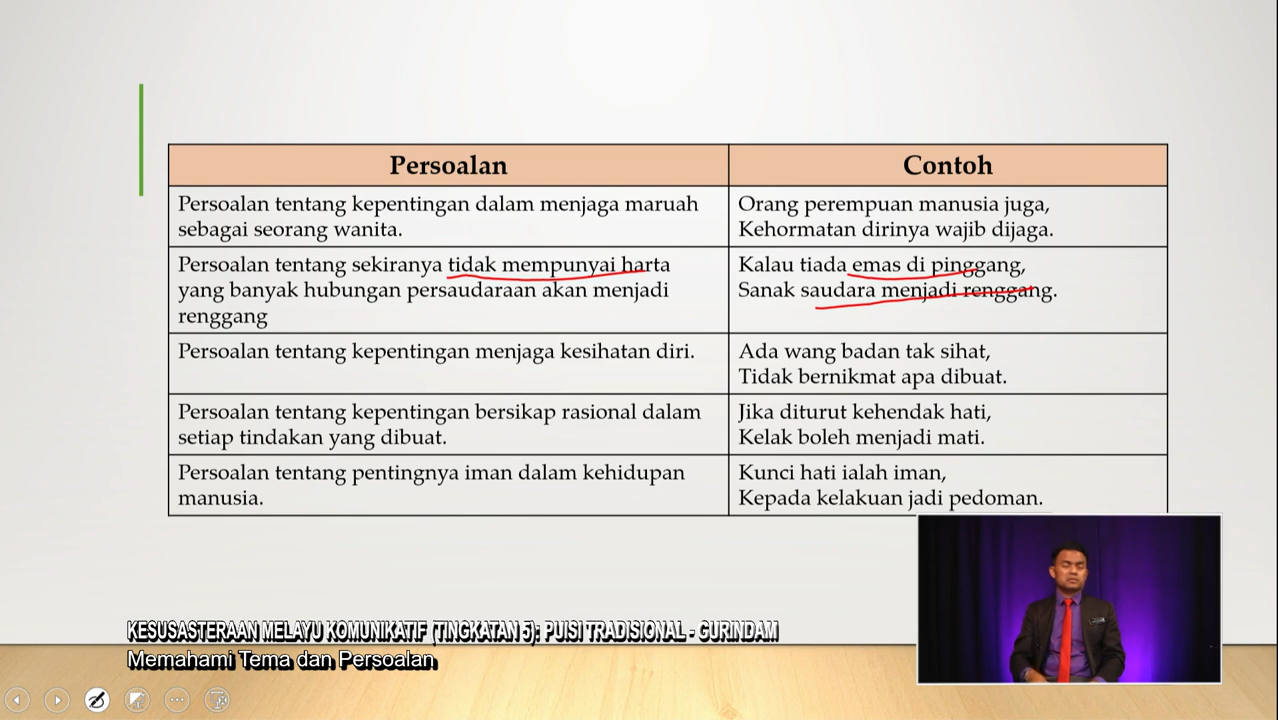 Persoalan
Contoh
Persoalan tentang kepentingan dalam menjaga maruah
sebagai seorang wanita.
Orang perempuan manusia juga,
Kehormatan dirinya wajib dijaga.
Persoalan tentang sekiranya tidak mempunyai harta
yang banyak hubungan persaudaraan akan menjadi
renggang
Kalau tiada emas di pinggang,
Sanak saudara menjadi renggang.
Persoalan tentang kepentingan menjaga kesihatan diri.
Ada wang badan tak sihat,
Tidak bernikmat apa dibuat.
Persoalan tentang kepentingan bersikap rasional dalam
setiap tindakan yang dibuat.
Jika diturut kehendak hati,
Kelak boleh menjadi mati.
Persoalan tentang pentingnya iman dalam kehidupan
manusia.
Kunci hati ialah iman,
Kepada kelakuan jadi pedoman.
KESUSASTERAAN MELAYU KOMUNIKATIF (TINGKATAN 5): PUISI TRADISIONAL - GURINDAM
Memahami Tema dan Persoalan